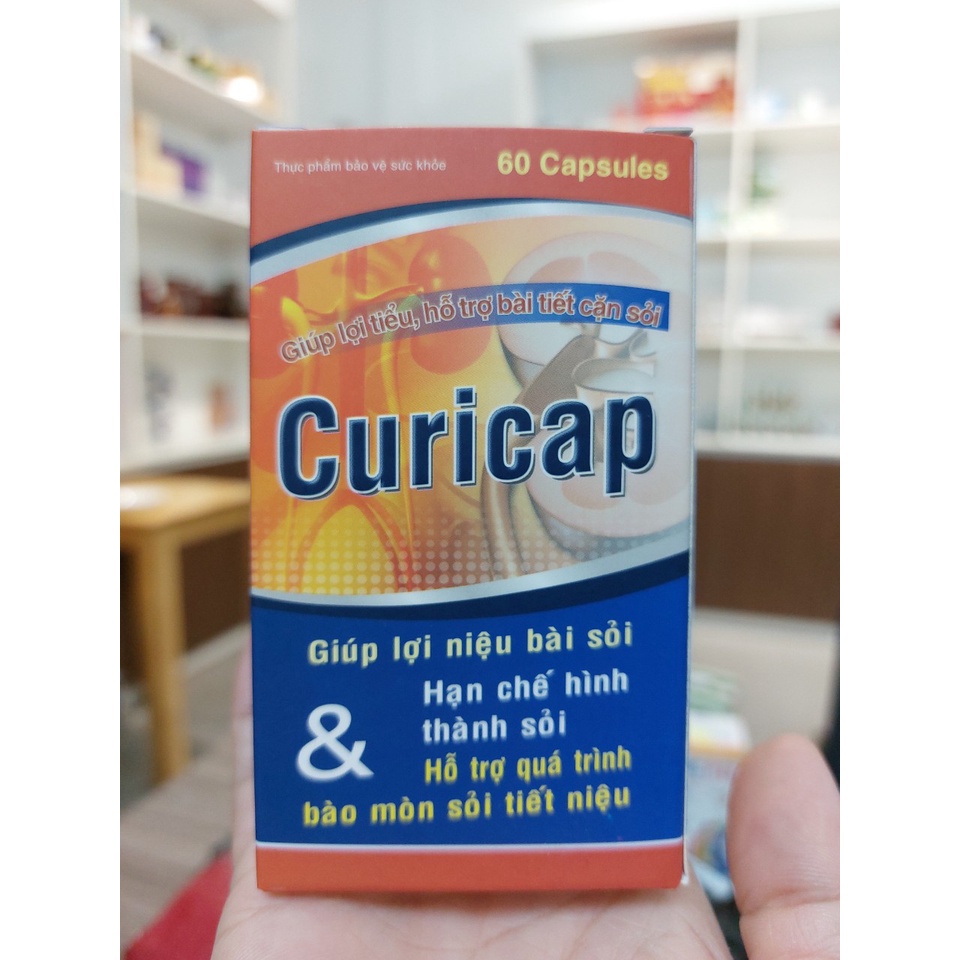 Thực phẩm bảo vệ sức khỏe
60 Capsules
Giúp lợi tiểu, hỗ trợ bài tiết cặn sỏi
Curicap
Giúp lợi niệu bài sỏi
& Hạn chế hình
thành sỏi
Hỗ trợ quá trình
bào mòn sỏi tiết niệu